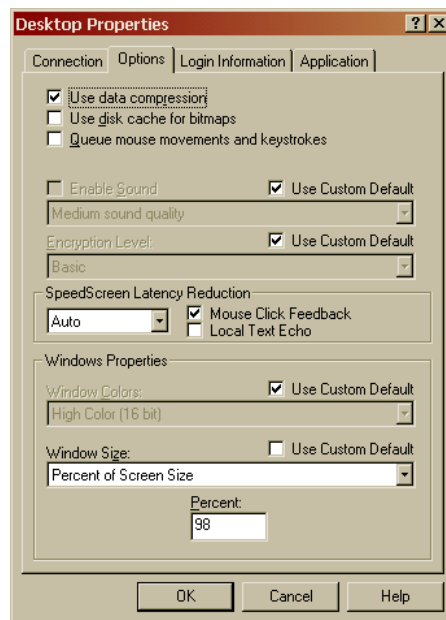 Desktop Properties
Connection Options Login Information Application
Use data compression
Use disk cache for bitmaps
Queue mouse movements and keystrokes
Enable Sound Use Custom Default
Medium sound quality
Encryption Level: Use Custom Default
Basic
SpeedScreen Latency Reduction
Auto Mouse Click Feedback
Local Text Echo
Windows Properties
Window Colors: Use Custom Default
High Color (16 bit)
Window Size: Use Custom Default
Percent of Screen Size
Percent:
98
OK Cancel Help